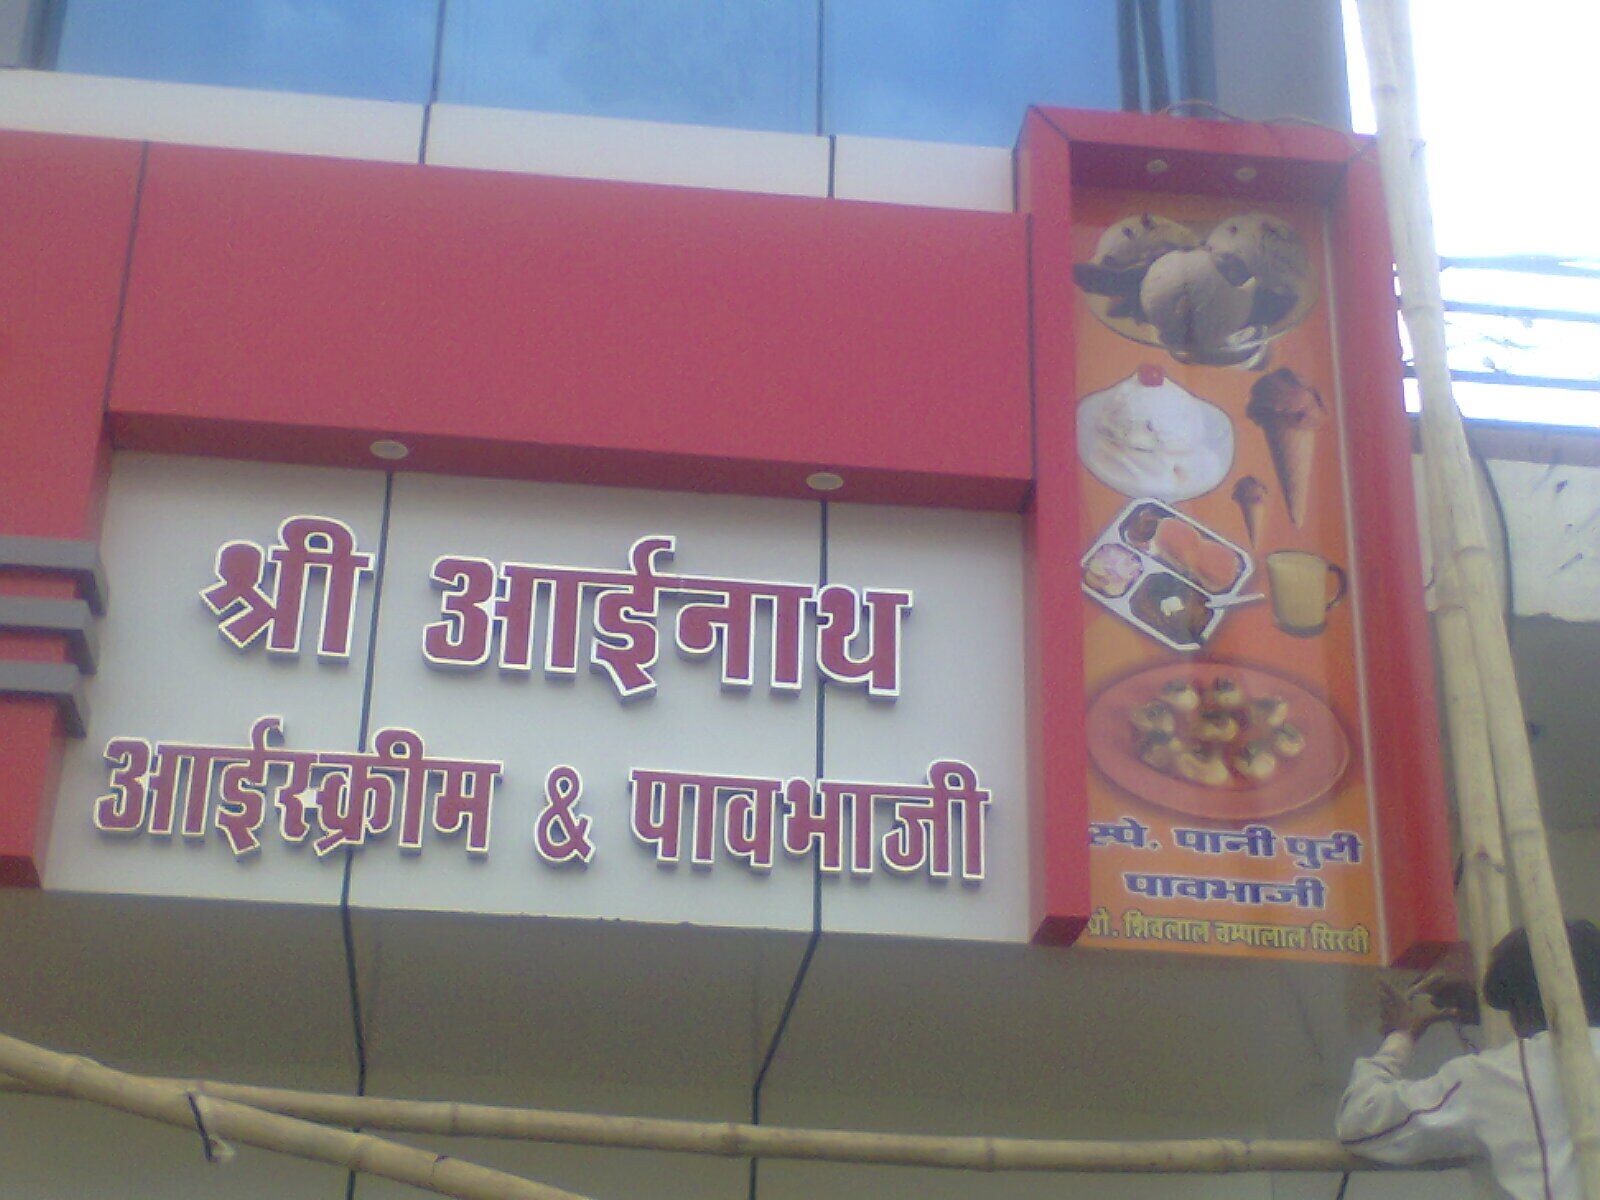 श्री आईनाथ
आईस्क्रीम & पावभाजी
स्पे. पानी पुरी
पावभाजी
प्रो. शिवलाल चम्पालाल सिरवी